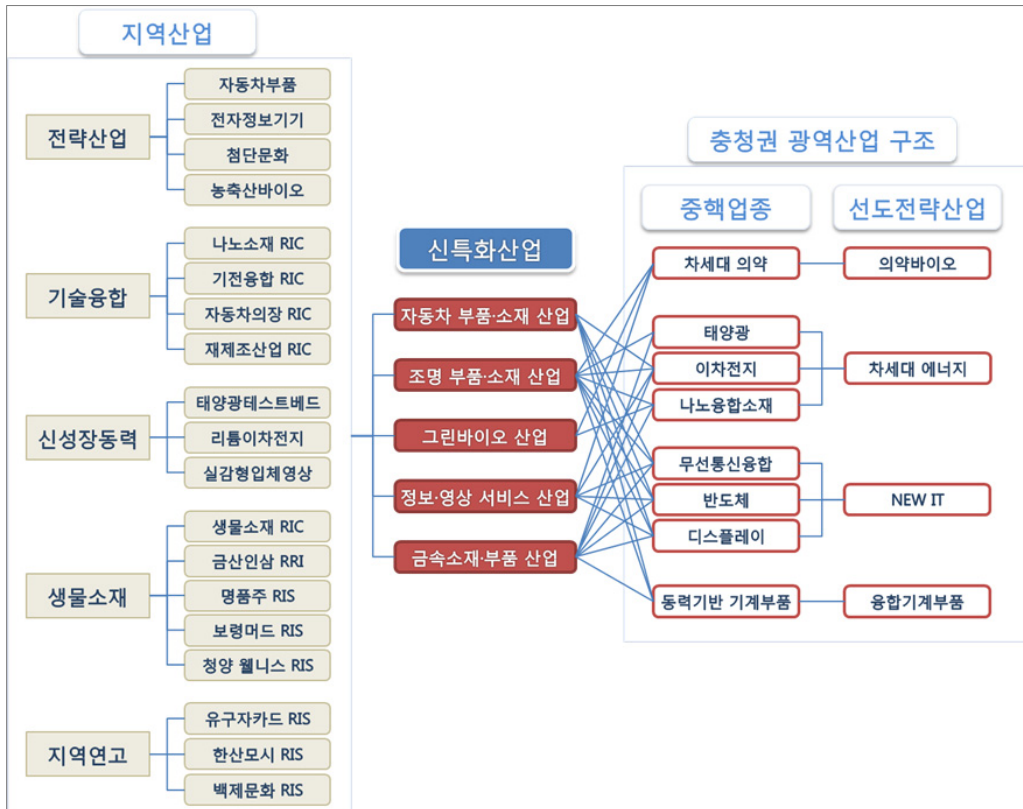 지역산업
전략산업
자동차부품
전자정보기기
첨단문화
농축산바이오
기술융합
나노소재 RIC
기전융합 RIC
자동차의장 RIC
재제조산업 RIC
신성장동력
태양광테스트베드
리튬이차전지
실감형입체영상
생물소재
생물소재 RIC
금산인삼 RRI
명품주 RIS
보령머드 RIS
청양 웰니스 RIS
지역연고
유구자카드 RIS
한산모시 RIS
백제문화 RIS
신특화산업
자동차 부품·소재 산업
조명 부품·소재 산업
그린바이오 산업
정보·영상 서비스 산업
금속소재·부품 산업
충청권 광역산업 구조
중핵업종
차세대 의약
태양광
이차전지
나노융합소재
무선통신융합
반도체
디스플레이
동력기반 기계부품
선도전략산업
의약바이오
차세대 에너지
NEW IT
융합기계부품